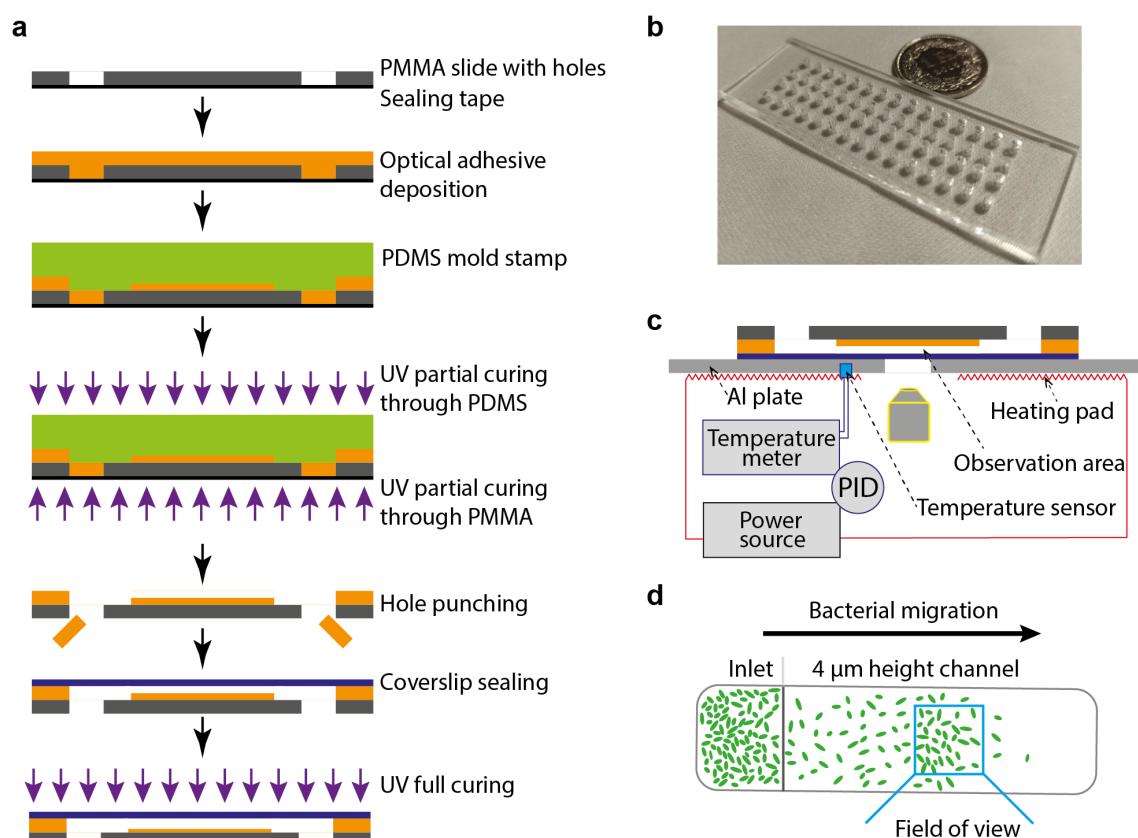 a
PMMA slide with holes
Sealing tape
Optical adhesive
deposition
PDMS mold stamp
UV partial curing
through PDMS
UV partial curing
through PMMA
Hole punching
Coverslip sealing
UV full curing
b
c
Al plate
Heating pad
Temperature
meter
Observation area
PID
Temperature sensor
Power
source
d
Bacterial migration
Inlet
4 µm height channel
Field of view